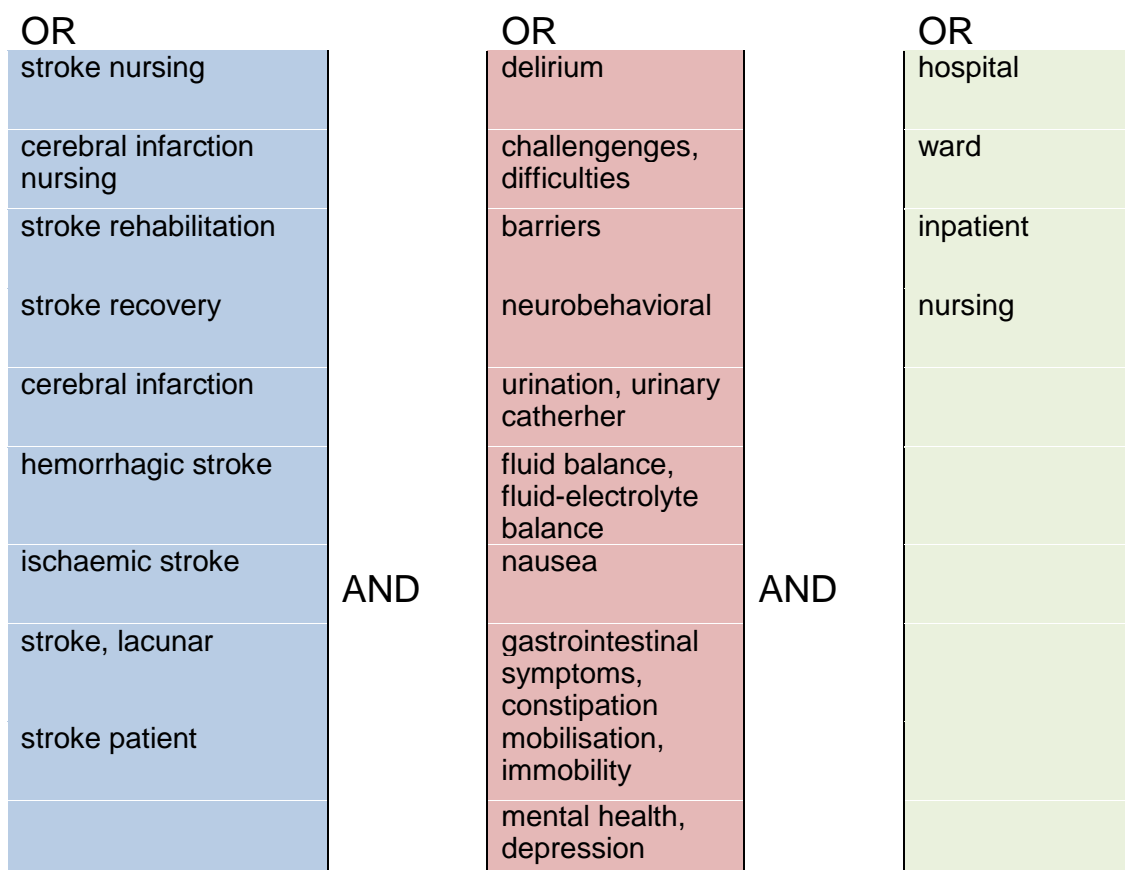 OR
stroke nursing
cerebral infarction
nursing
stroke rehabilitation
stroke recovery
cerebral infarction
hemorrhagic stroke
ischaemic stroke
stroke, lacunar
stroke patient
AND
OR
delirium
challengenges,
difficulties
barriers
neurobehavioral
urination, urinary
catherher
fluid balance,
fluid-electrolyte
balance
nausea
gastrointestinal
symptoms,
constipation
mobilisation,
immobility
mental health,
depression
AND
OR
hospital
ward
inpatient
nursing